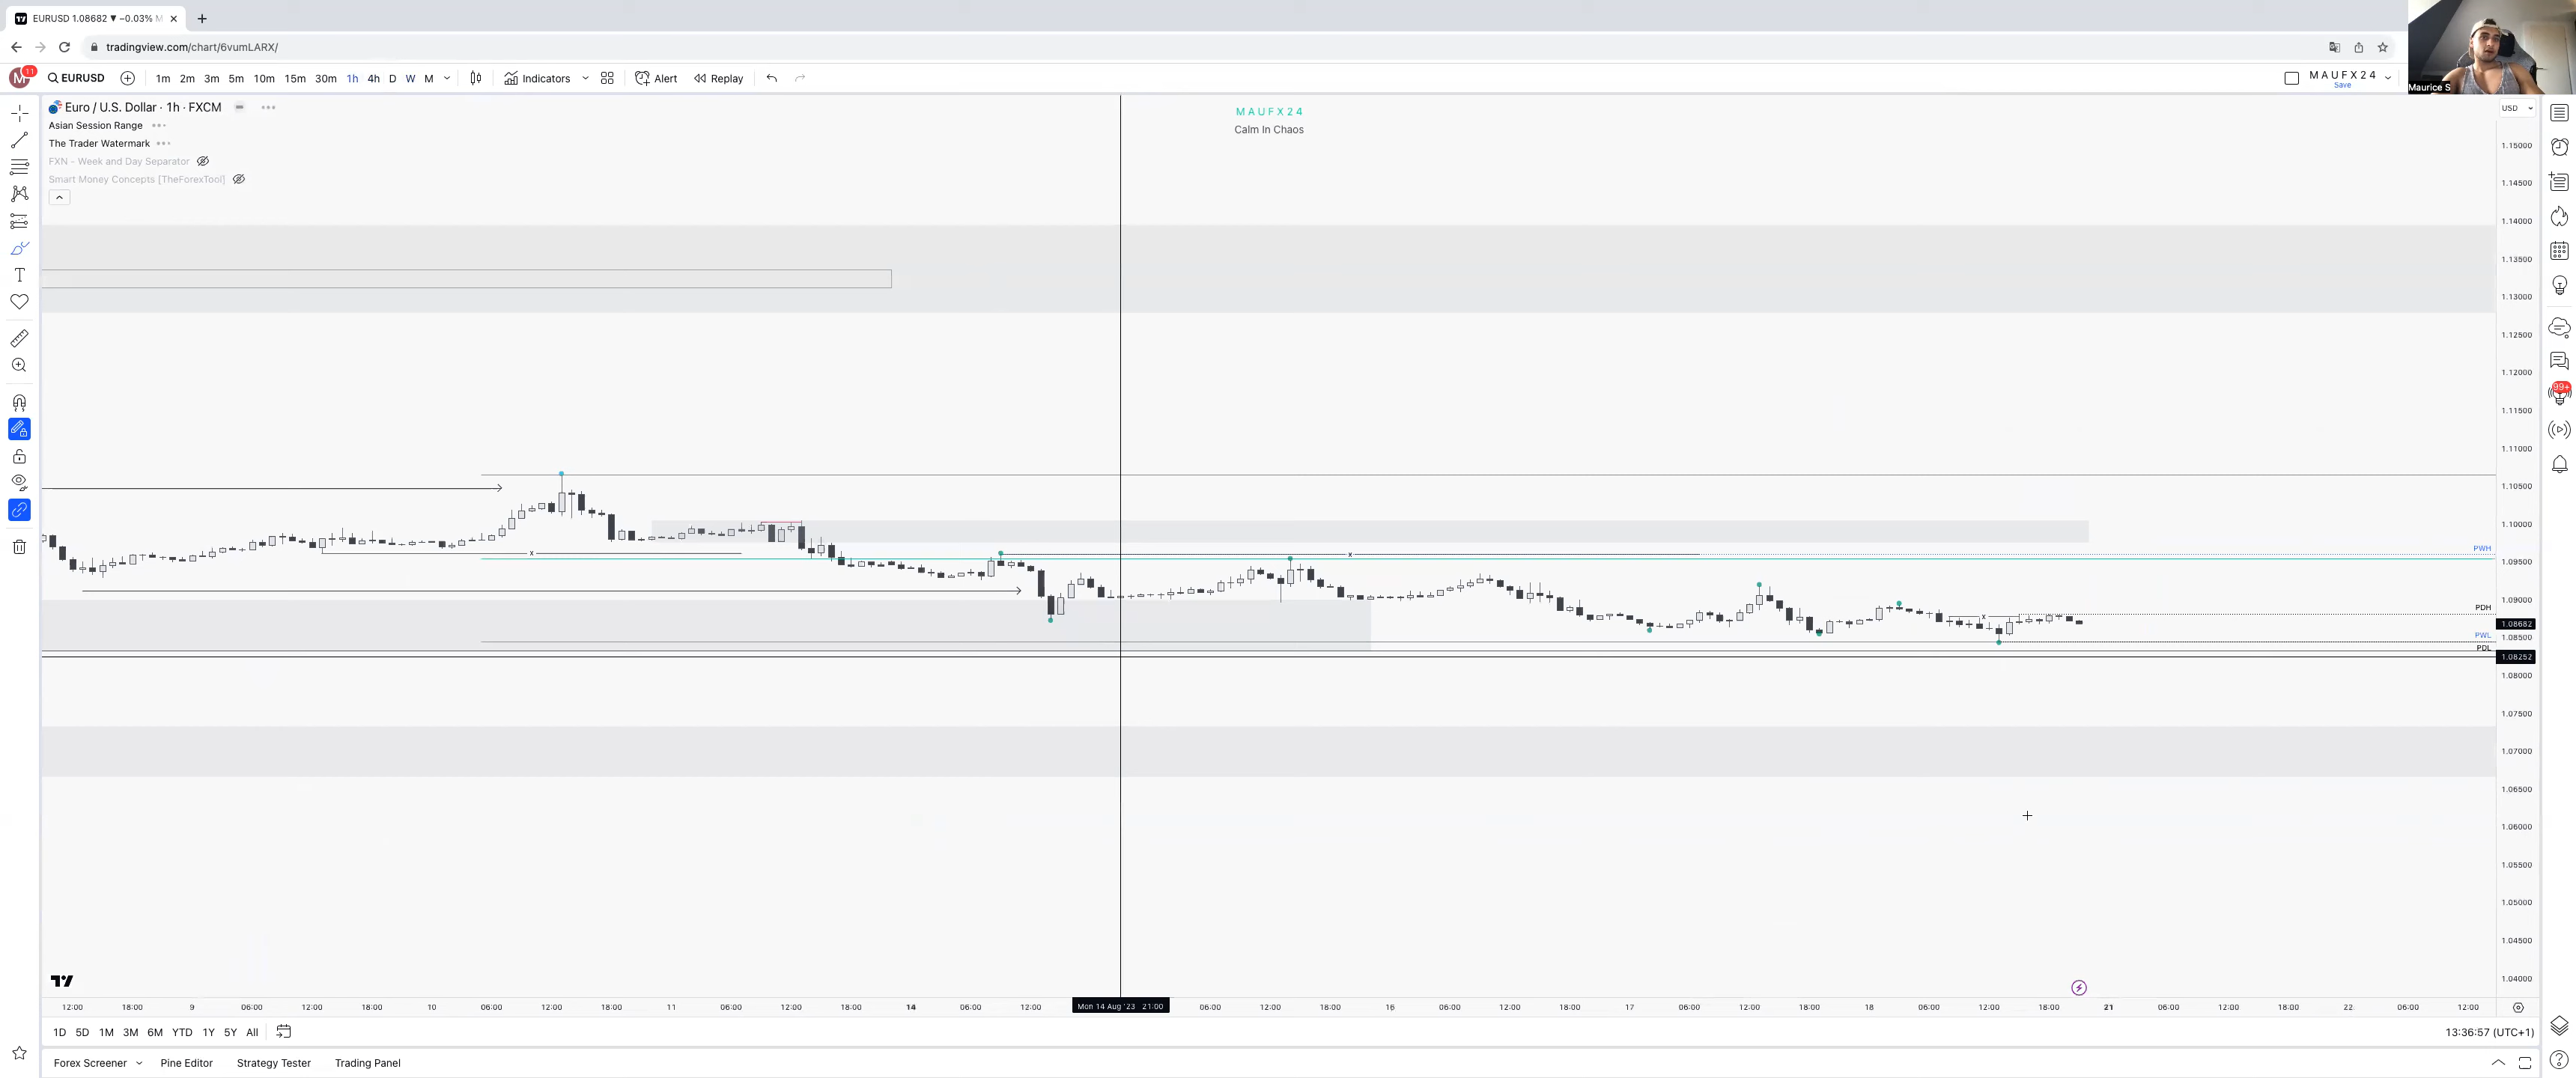 EURUSD 1.08682 ▼ −0.03% M
tradingview.com/chart/6vumLARX/
M 11 EURUSD 1m 2m 3m 5m 10m 15m 30m 1h 4h D W M Indicators Alert Replay MAUFX24
Save
Maurice S
Euro / U.S. Dollar · 1h · FXCM
Asian Session Range
The Trader Watermark
FXN - Week and Day Separator
Smart Money Concepts [TheForexTool]
MAUFX24
Calm In Chaos
USD
1.15000
1.14500
1.14000
1.13500
1.13000
1.12500
1.12000
1.11500
1.11000
1.10500
1.10000
x
x
PWH
1.09500
1.09000
PDH
x
1.08682
PWL
1.08500
PDL
1.08252
1.08000
1.07500
1.07000
1.06500
1.06000
1.05500
1.05000
1.04500
1.04000
99+
12:00 18:00 9 06:00 12:00 18:00 10 06:00 12:00 18:00 11 06:00 12:00 18:00 14 06:00 12:00 Mon 14 Aug '23 21:00 06:00 12:00 18:00 16 06:00 12:00 18:00 17 06:00 12:00 18:00 18 06:00 12:00 18:00 21 06:00 12:00 18:00 22 06:00 12:00
1D 5D 1M 3M 6M YTD 1Y 5Y All 13:36:57 (UTC+1)
Forex Screener Pine Editor Strategy Tester Trading Panel